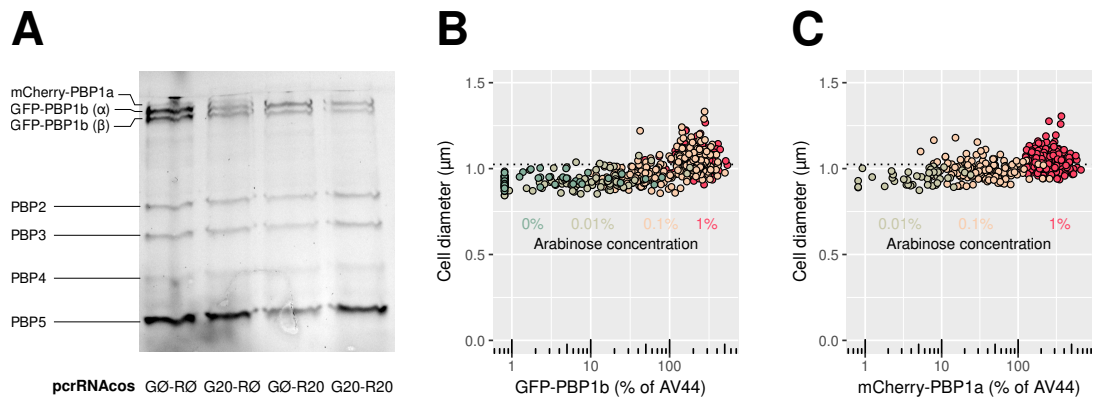 A
mCherry-PBP1a
GFP-PBP1b (α)
GFP-PBP1b (β)
PBP2
PBP3
PBP4
PBP5
pcrRNAcos GØ-RØ G20-RØ GØ-R20 G20-R20
B
Cell diameter (μm)
1.5
1.0
0.5
0.0
0% 0.01% 0.1% 1%
Arabinose concentration
1 10 100
GFP-PBP1b (% of AV44)
C
Cell diameter (μm)
1.5
1.0
0.5
0.0
0.01% 0.1% 1%
Arabinose concentration
1 10 100
mCherry-PBP1a (% of AV44)